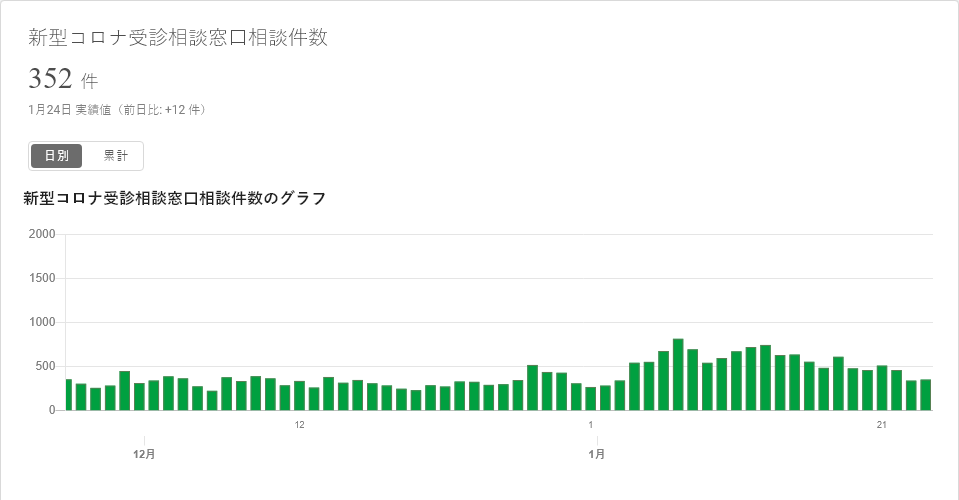 新型コロナ受診相談窓口相談件数
352 件
1月24日 実績値（前日比: +12 件）
日別 累計
新型コロナ受診相談窓口相談件数のグラフ
2000
1500
1000
500
0
12 1 21
12月 1月